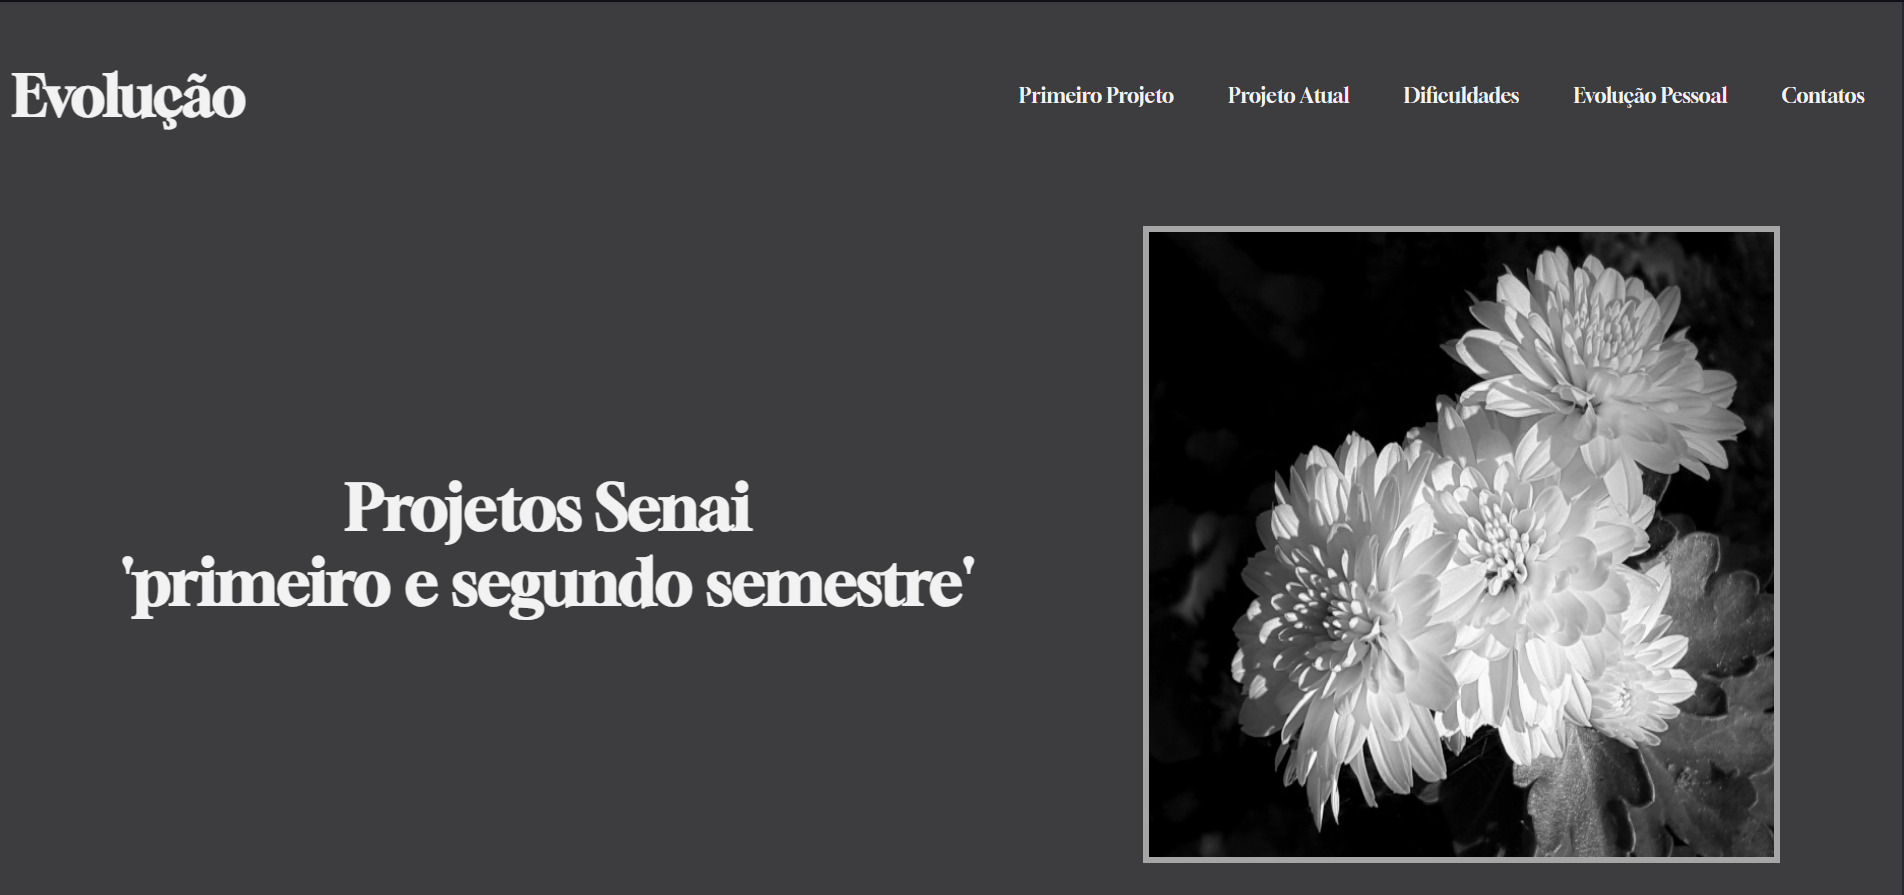 Evolução
Primeiro Projeto Projeto Atual Dificuldades Evolução Pessoal Contatos
Projetos Senai
'primeiro e segundo semestre'